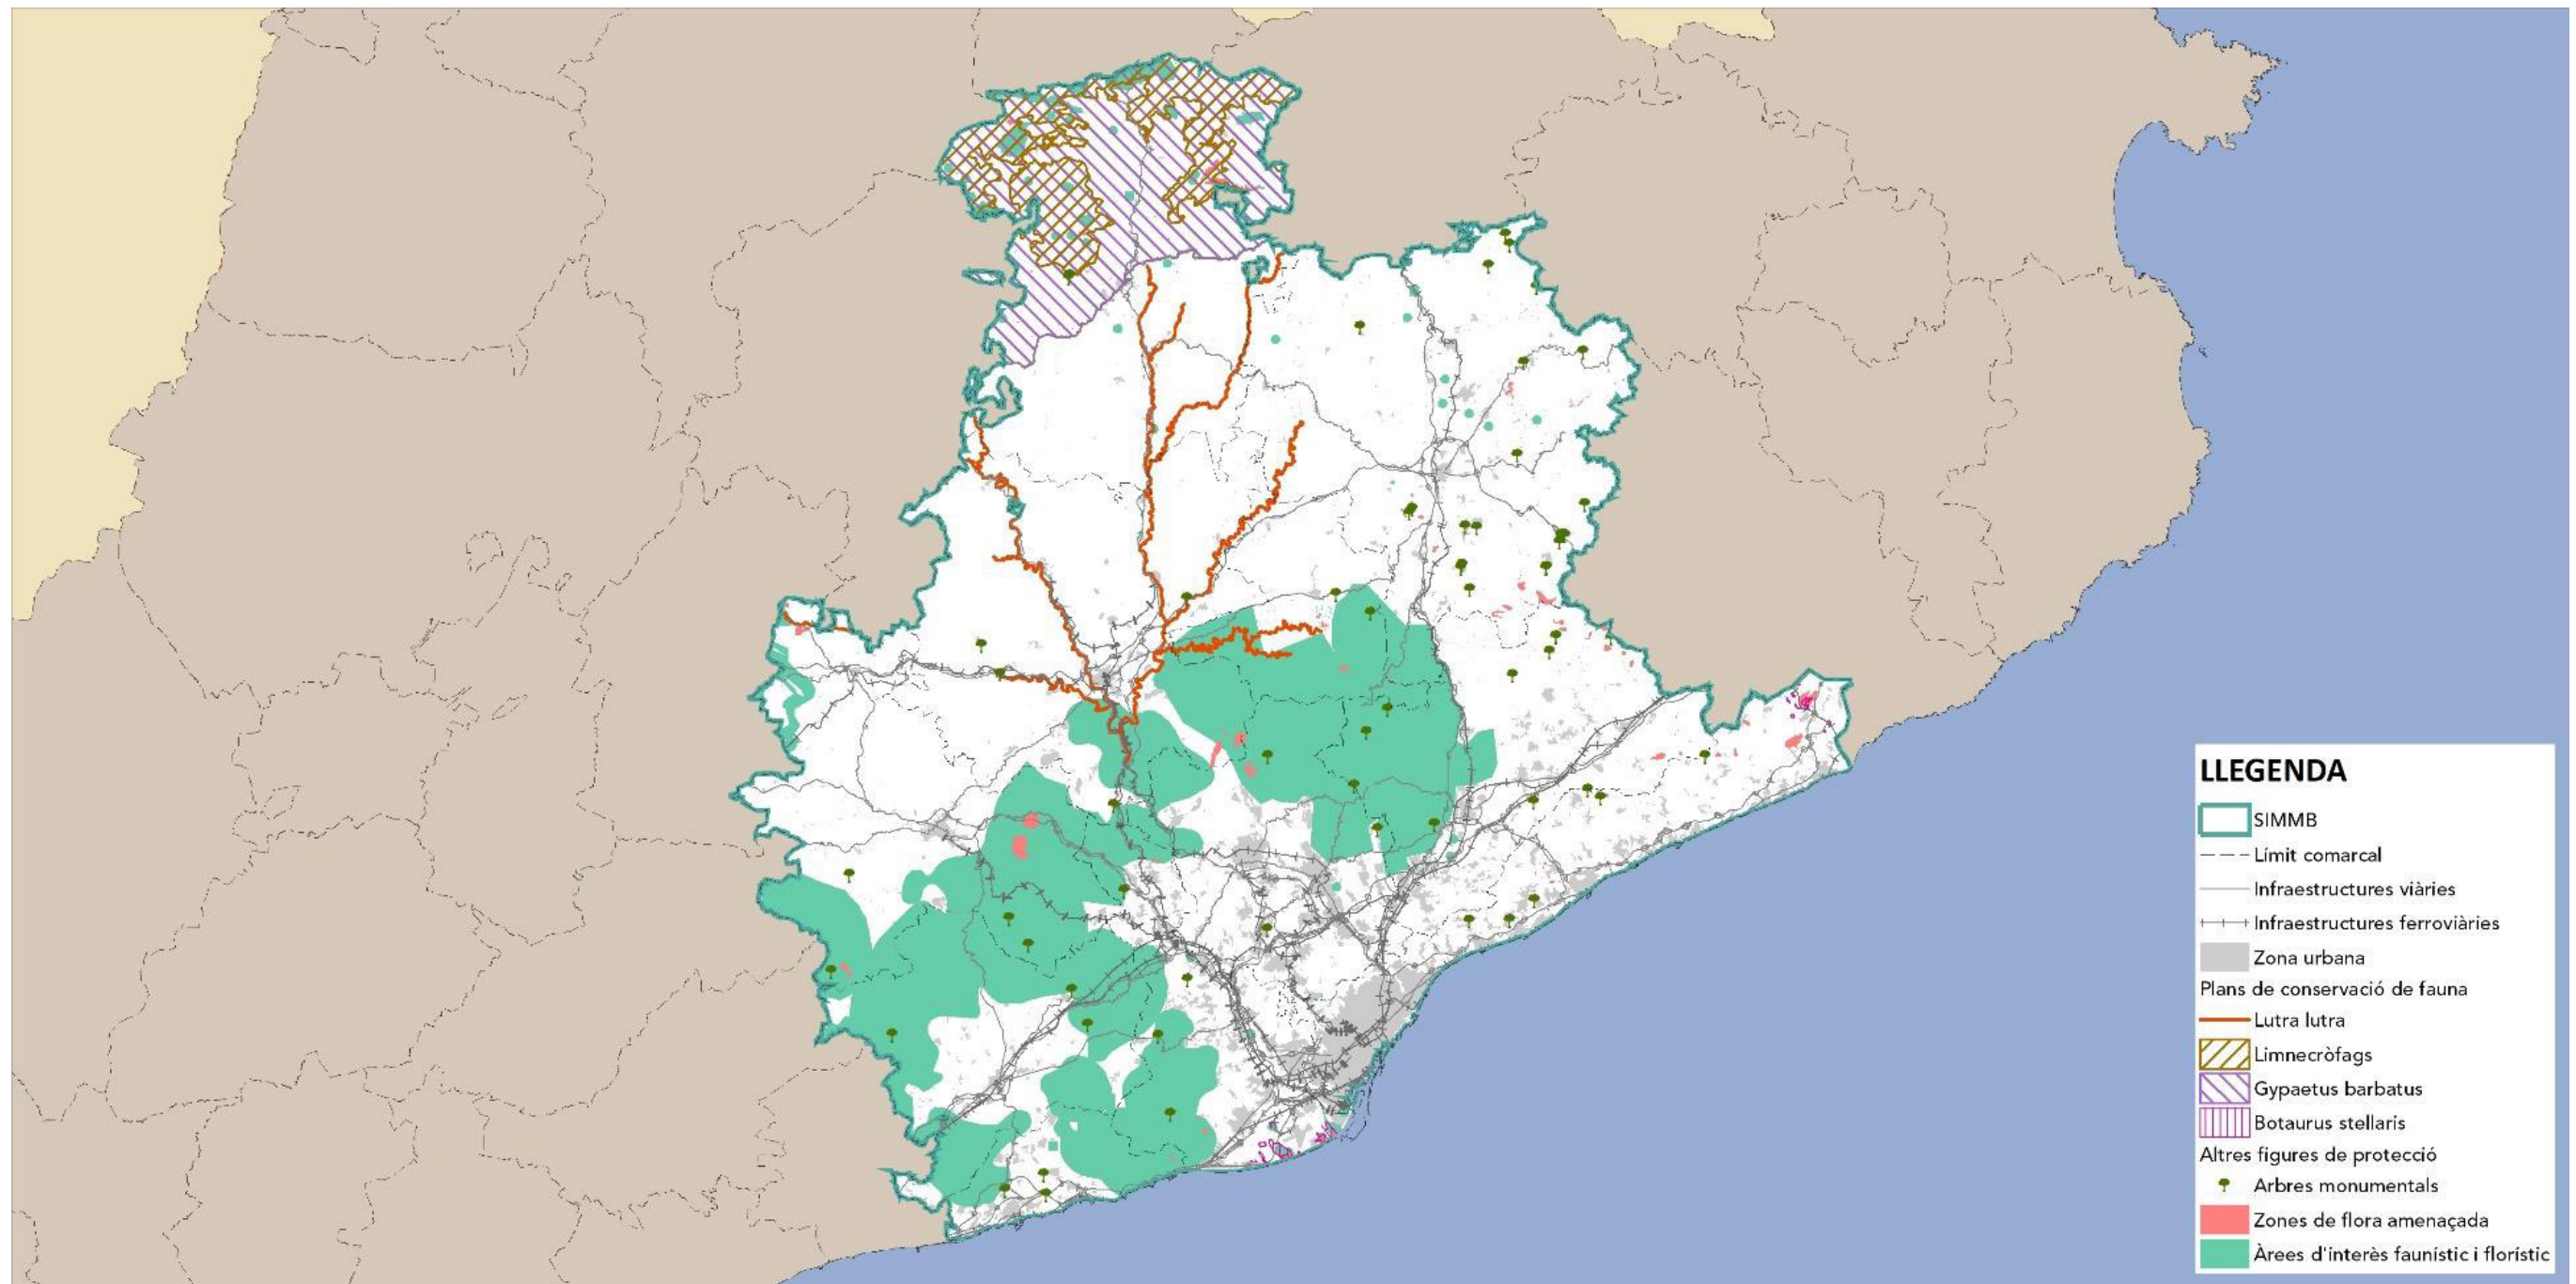 LLEGENDA
SIMMB
Límit comarcal
Infraestructures viàries
Infraestructures ferroviàries
Zona urbana
Plans de conservació de fauna
Lutra lutra
Limnecròfags
Gypaetus barbatus
Botaurus stellaris
Altres figures de protecció
Arbres monumentals
Zones de flora amenaçada
Àrees d'interès faunístic i florístic